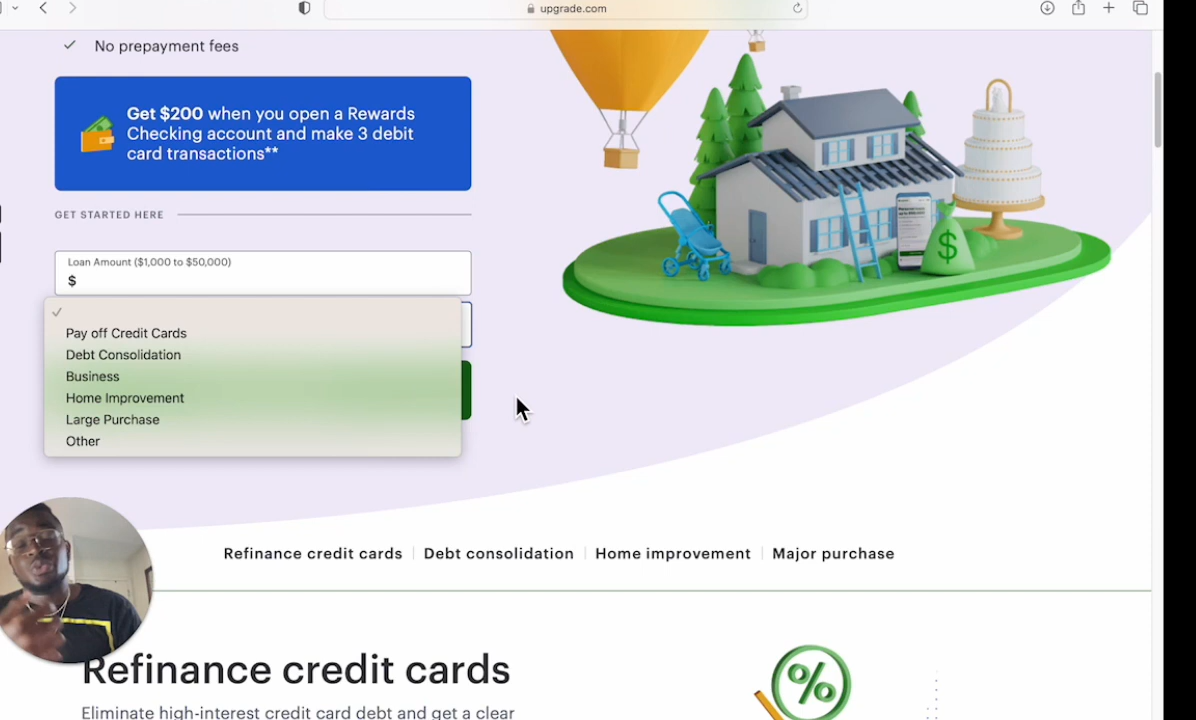 upgrade.com
No prepayment fees
Get $200 when you open a Rewards
Checking account and make 3 debit
card transactions**
GET STARTED HERE
Loan Amount ($1,000 to $50,000)
$
Pay off Credit Cards
Debt Consolidation
Business
Home Improvement
Large Purchase
Other
$
Refinance credit cards
Debt consolidation
Home improvement
Major purchase
Refinance credit cards
%
Eliminate high-interest credit card debt and get a clear